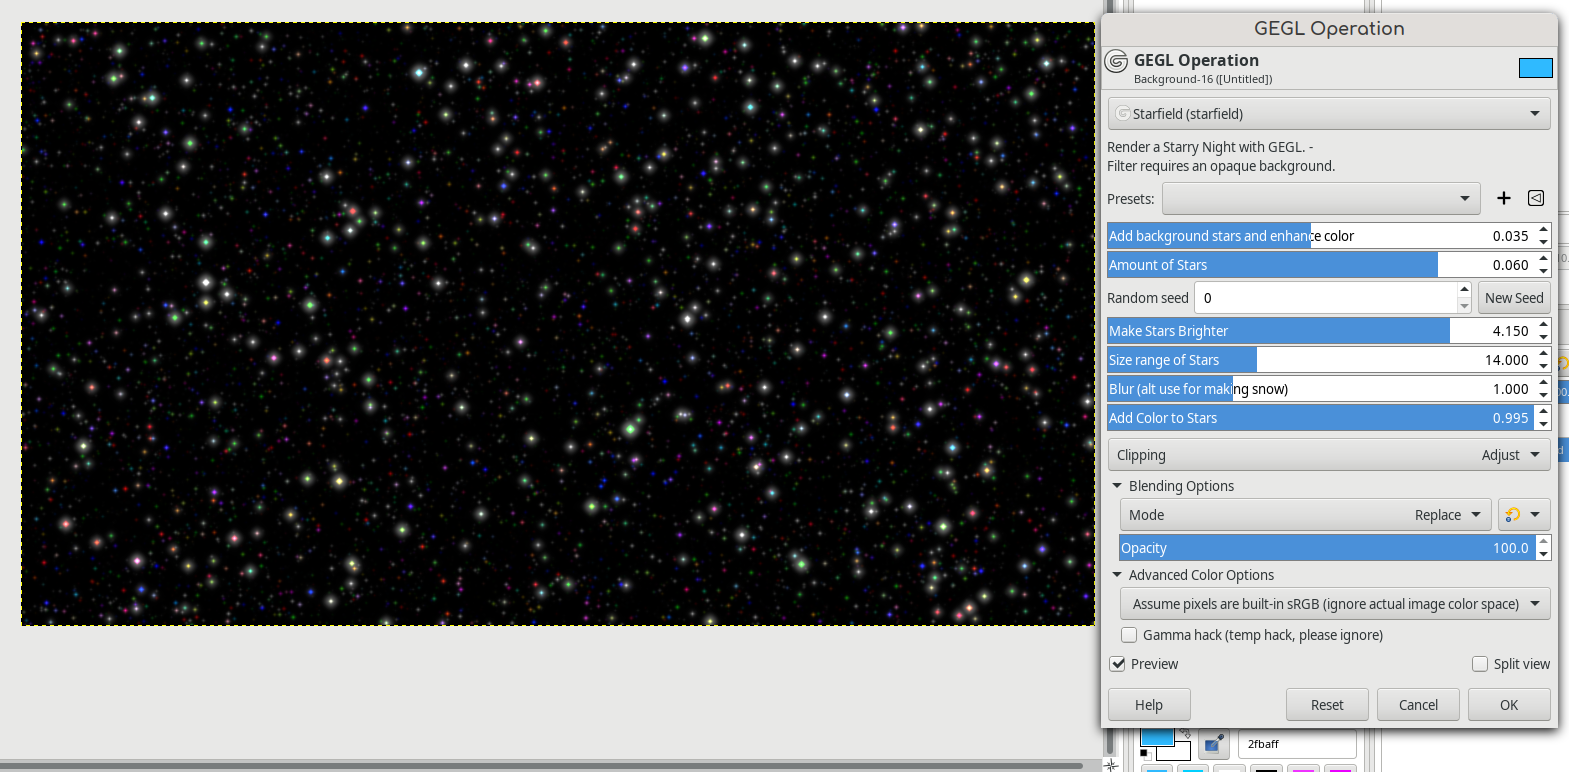 GEGL Operation
GEGL Operation
Background-16 ([Untitled])
Starfield (starfield)
Render a Starry Night with GEGL. -
Filter requires an opaque background.
Presets:
Add background stars and enhance color 0.035
Amount of Stars 0.060
Random seed 0 New Seed
Make Stars Brighter 4.150
Size range of Stars 14.000
Blur (alt use for making snow) 1.000
Add Color to Stars 0.995
Clipping Adjust
Blending Options
Mode Replace
Opacity 100.0
Advanced Color Options
Assume pixels are built-in sRGB (ignore actual image color space)
Gamma hack (temp hack, please ignore)
Preview Split view
Help Reset Cancel OK
2fbaff